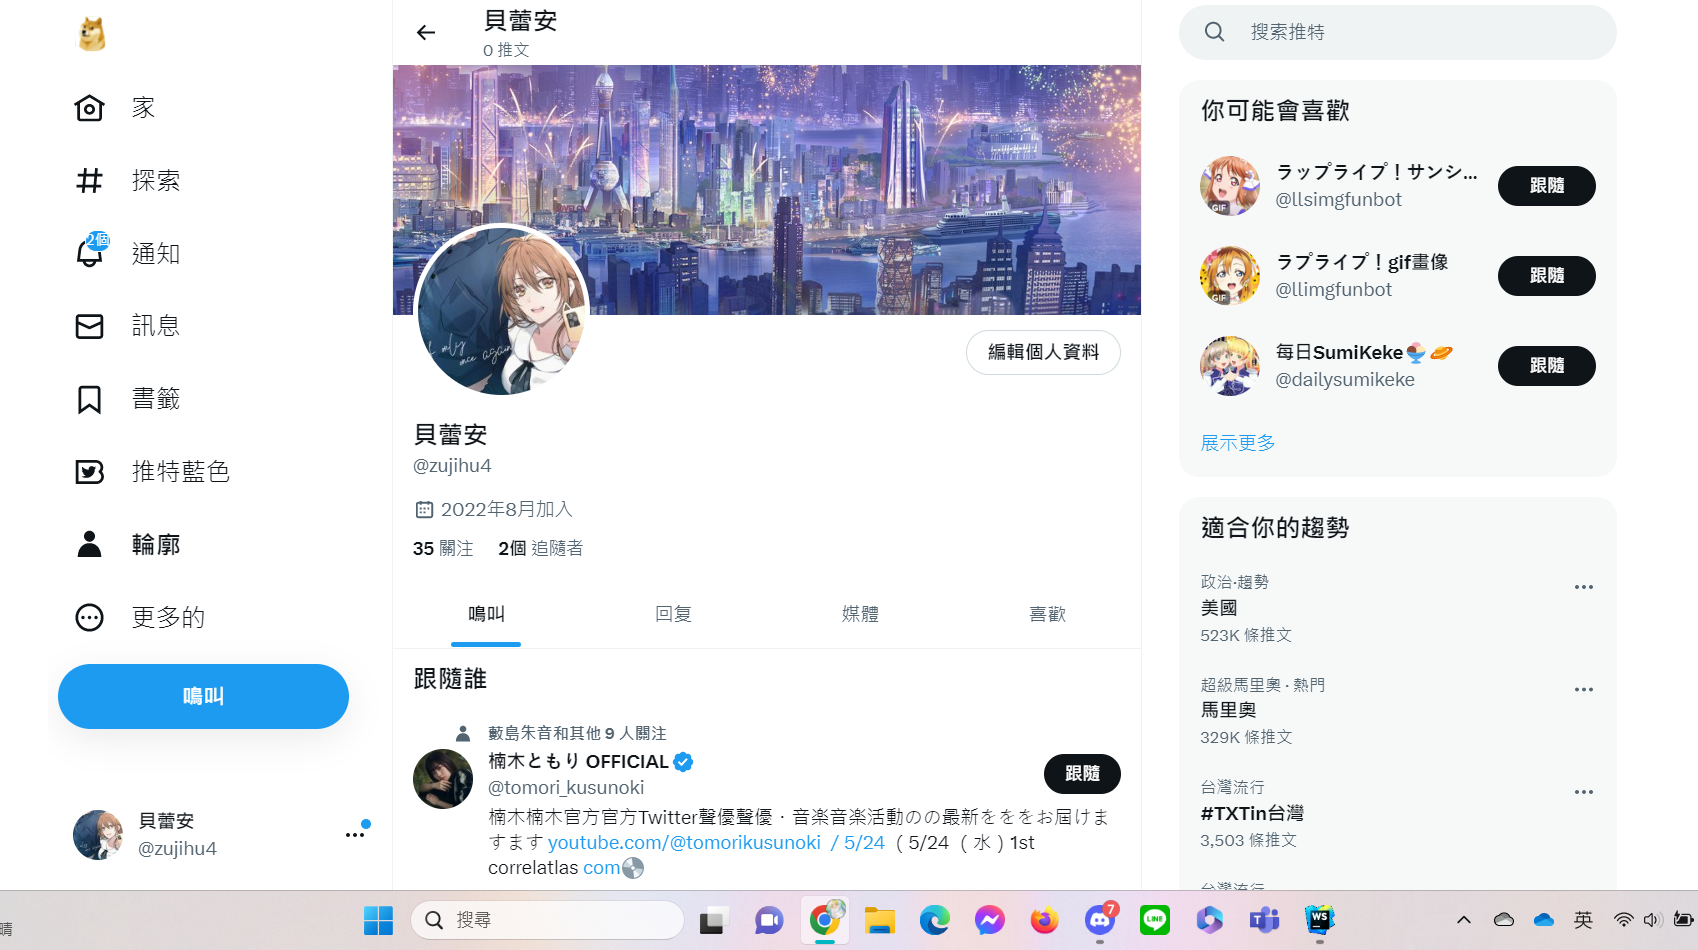 家
探索
2個
通知
訊息
書籤
推特藍色
輪廓
更多的
鳴叫
貝蕾安
@zujihu4
貝蕾安
0 推文
編輯個人資料
貝蕾安
@zujihu4
2022年8月加入
35 關注 2個 追隨者
鳴叫 回复 媒體 喜歡
跟隨誰
藪島朱音和其他 9 人關注
楠木ともり OFFICIAL
@tomori_kusunoki
跟隨
楠木楠木官方官方Twitter聲優聲優・音楽音楽活動のの最新をををお届けま
すます youtube.com/@tomorikusunoki / 5/24 ( 5/24 ( 水 ) 1st
correlatlas com
搜索推特
你可能會喜歡
ラップライブ！サンシ...
@llsimgfunbot
GIF
跟隨
ラブライブ！gif畫像
@llimgfunbot
GIF
跟隨
每日SumiKeke
@dailysumikeke
跟隨
展示更多
適合你的趨勢
政治·趨勢
美國
523K 條推文
超級馬里奧 · 熱門
馬里奧
329K 條推文
台灣流行
#TXTin台灣
3,503 條推文
台灣流行
晴
搜尋
7
LINE
T
WS
英